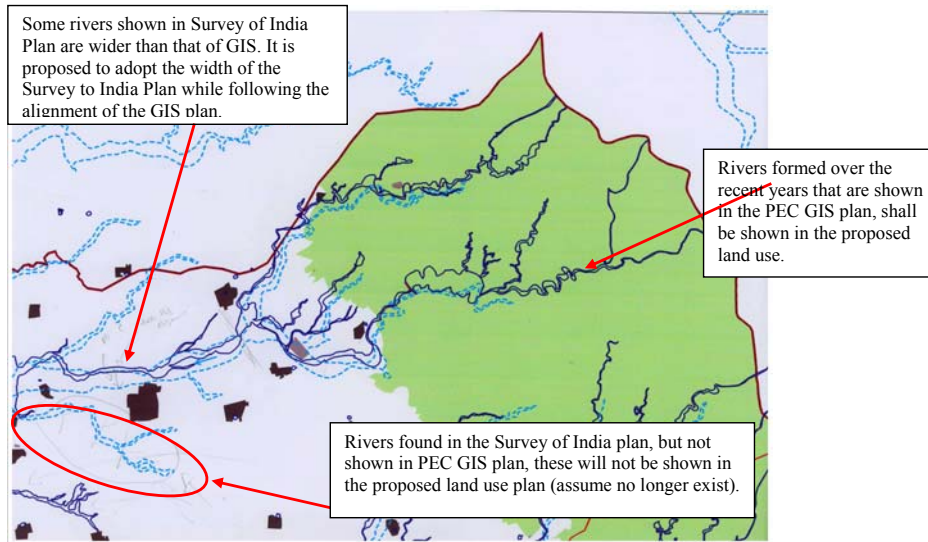 Some rivers shown in Survey of India
Plan are wider than that of GIS. It is
proposed to adopt the width of the
Survey to India Plan while following the
alignment of the GIS plan.
Rivers formed over the
recent years that are shown
in the PEC GIS plan, shall
be shown in the proposed
land use.
Rivers found in the Survey of India plan, but not
shown in PEC GIS plan, these will not be shown in
the proposed land use plan (assume no longer exist).